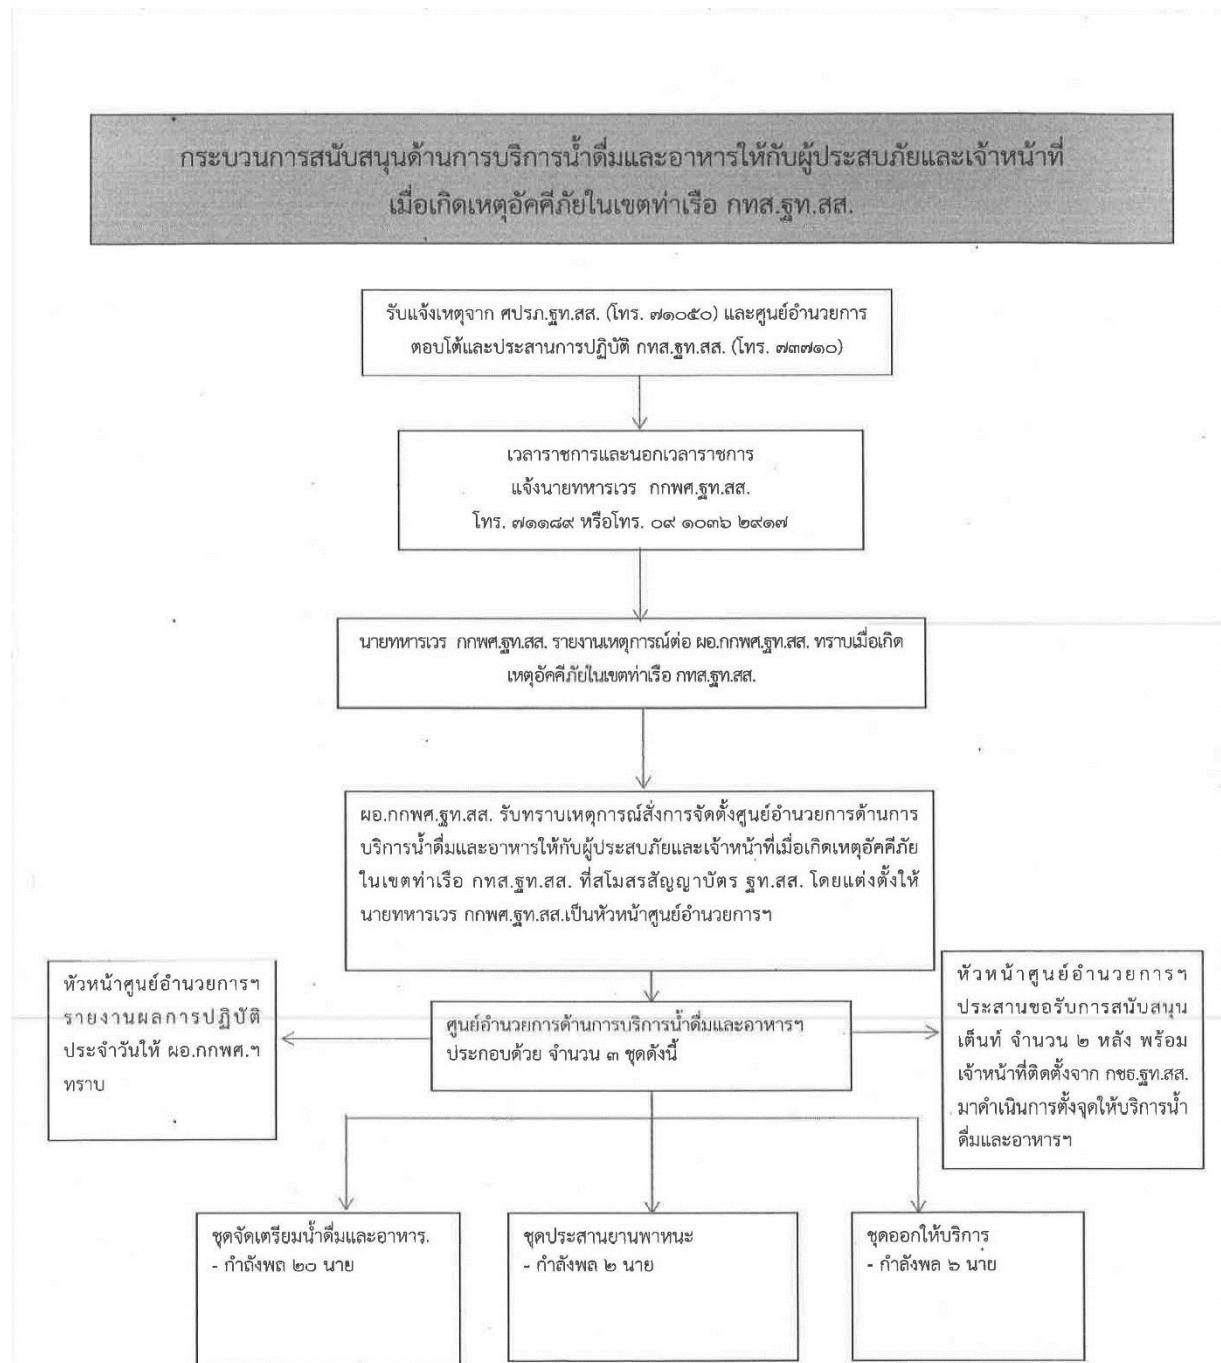 กระบวนการสนับสนุนด้านการบริการน้ำดื่มและอาหารให้กับผู้ประสบภัยและเจ้าหน้าที่
เมื่อเกิดเหตุอัคคีภัยในเขตท่าเรือ กทส.ฐท.สส.
รับแจ้งเหตุจาก ศปรภ.ฐท.สส. (โทร. ๗๑๐๕๐) และศูนย์อำนวยการ
ตอบโต้และประสานการปฏิบัติ กทส.ฐท.สส. (โทร. ๗๓๗๑๐)
เวลาราชการและนอกเวลาราชการ
แจ้งนายทหารเวร กกพศ.ฐท.สส.
โทร. ๗๑๑๘๙ หรือโทร. ๐๙ ๑๐๓๖ ๒๙๑๗
นายทหารเวร กกพศ.ฐท.สส. รายงานเหตุการณ์ต่อ ผอ.กกพศ.ฐท.สส. ทราบเมื่อเกิด
เหตุอัคคีภัยในเขตท่าเรือ กทส.ฐท.สส.
ผอ.กกพศ.ฐท.สส. รับทราบเหตุการณ์สั่งการจัดตั้งศูนย์อำนวยการด้านการ
บริการน้ำดื่มและอาหารให้กับผู้ประสบภัยและเจ้าหน้าที่เมื่อเกิดเหตุอัคคีภัย
ในเขตท่าเรือ กทส.ฐท.สส. ที่สโมสรสัญญาบัตร ฐท.สส. โดยแต่งตั้งให้
นายทหารเวร กกพศ.ฐท.สส.เป็นหัวหน้าศูนย์อำนวยการฯ
หัวหน้าศูนย์อำนวยการฯ
รายงานผลการปฏิบัติ
ประจำวันให้ ผอ.กกพศ.ฯ
ทราบ
ศูนย์อำนวยการด้านการบริการน้ำดื่มและอาหารฯ
ประกอบด้วย จำนวน ๓ ชุดดังนี้
หัวหน้าศูนย์อำนวยการฯ
ประสานขอรับการสนับสนุน
เต็นท์ จำนวน ๒ หลัง พร้อม
เจ้าหน้าที่ติดตั้งจาก กชธ.ฐท.สส.
มาดำเนินการตั้งจุดให้บริการน้ำ
ดื่มและอาหารฯ
ชุดจัดเตรียมน้ำดื่มและอาหาร.
- กำลังพล ๒๐ นาย
ชุดประสานยานพาหนะ
- กำลังพล ๒ นาย
ชุดออกให้บริการ
- กำลังพล ๖ นาย